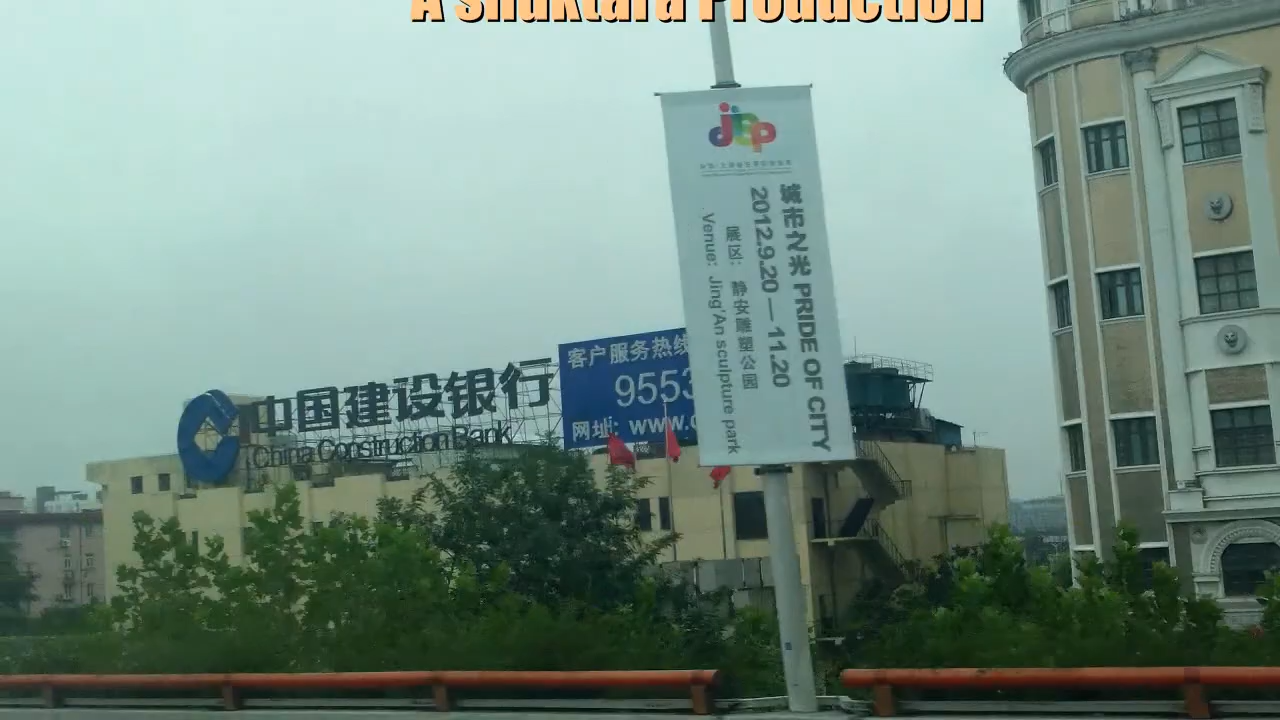 A shuktara Production
jisp
城市之光 PRIDE OF CITY
2012.9.20—11.20
展区: 静安雕塑公园
Venue: Jing'An sculpture park
中国建设银行
China Construction Bank
客户服务热线
9553
网址: www.c